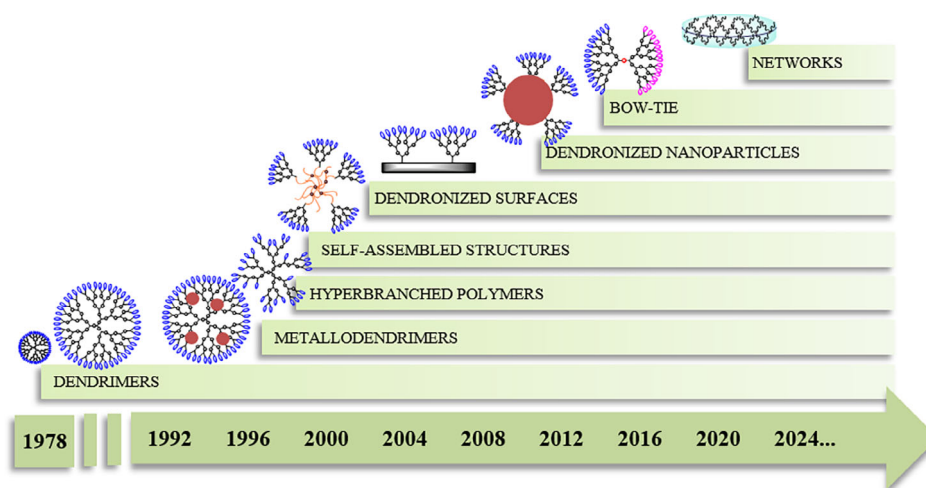 NETWORKS
BOW-TIE
DENDRONIZED NANOPARTICLES
DENDRONIZED SURFACES
SELF-ASSEMBLED STRUCTURES
HYPERBRANCHED POLYMERS
METALLODENDRIMERS
DENDRIMERS
1978 1992 1996 2000 2004 2008 2012 2016 2020 2024...